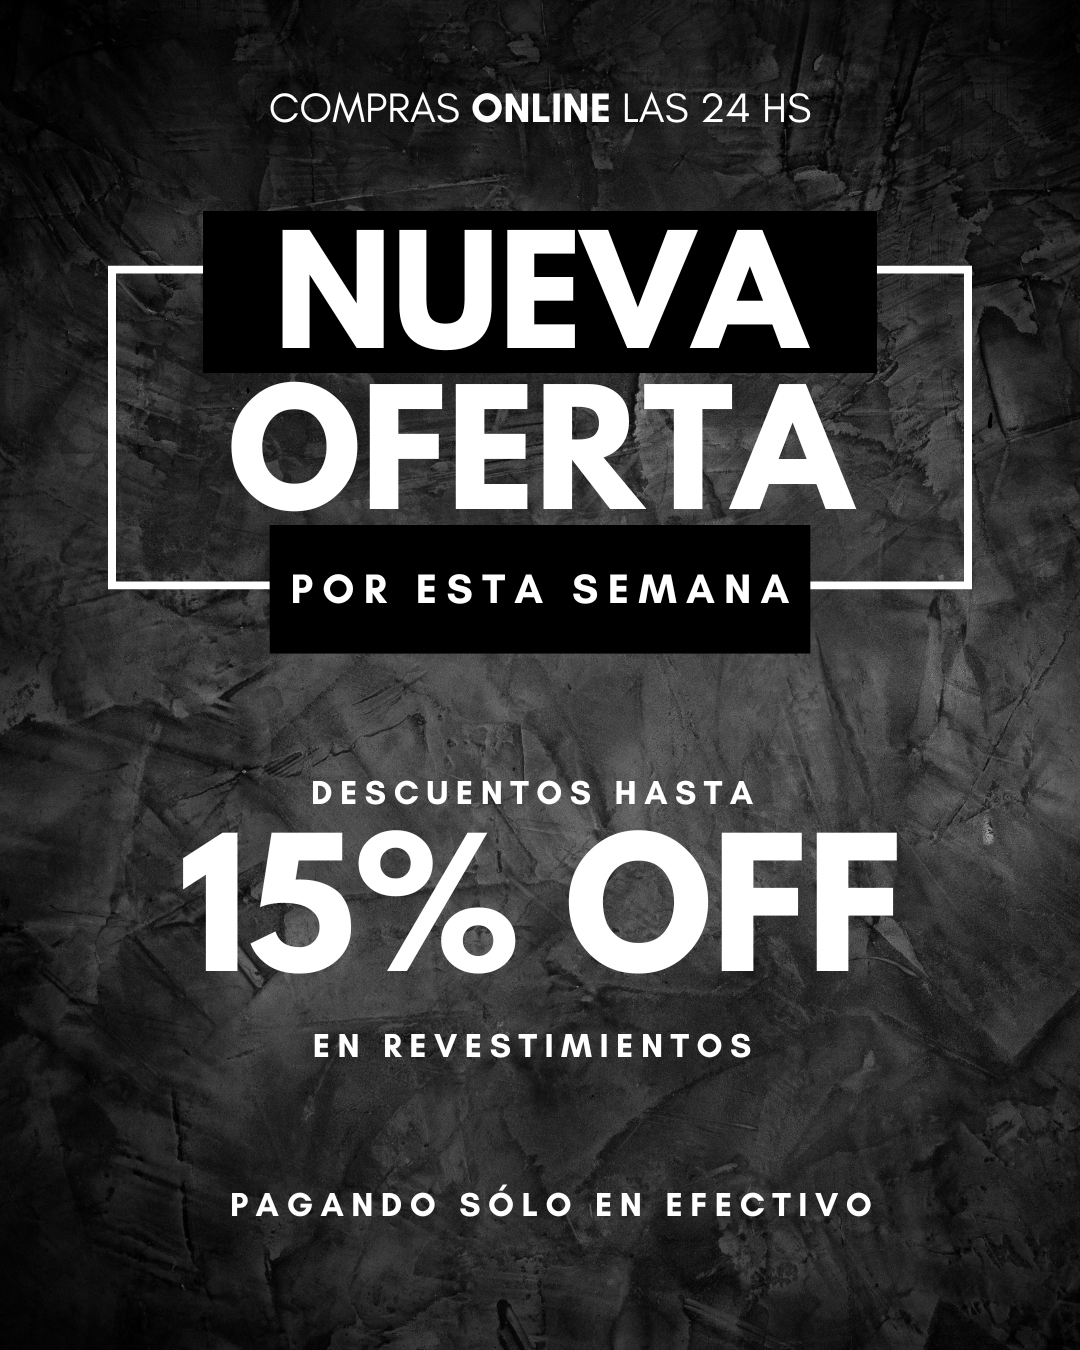 COMPRAS ONLINE LAS 24 HS
NUEVA
OFERTA
POR ESTA SEMANA
DESCUENTOS HASTA
15% OFF
EN REVESTIMIENTOS
PAGANDO SÓLO EN EFECTIVO